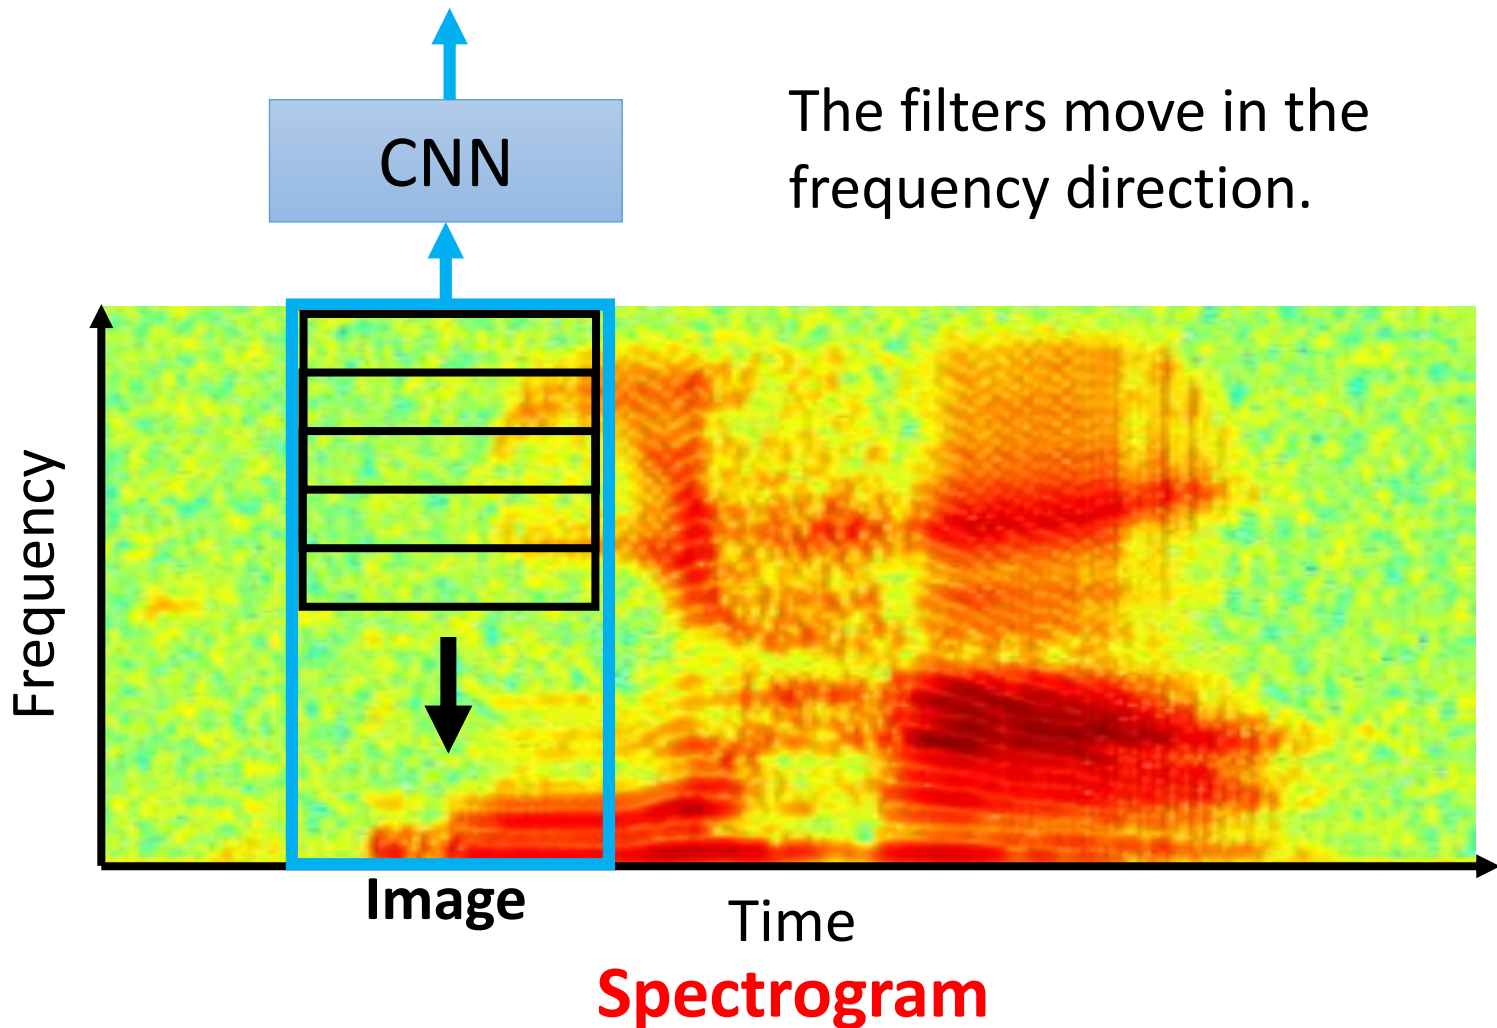 CNN
The filters move in the
frequency direction.
Frequency
Image
Time
Spectrogram